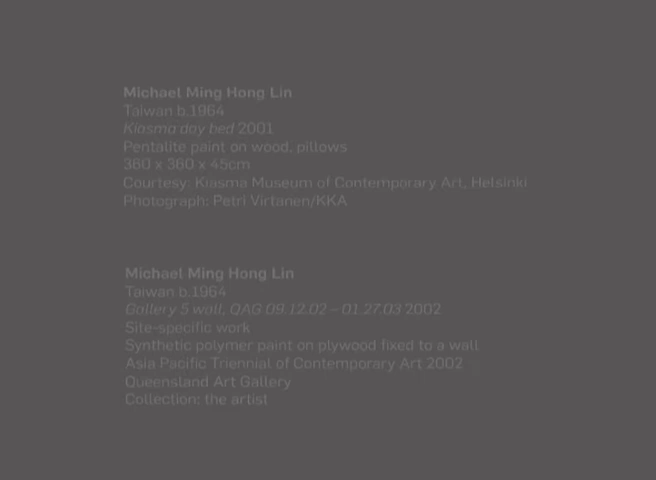 Michael Ming Hong Lin
Taiwan b.1964
Kiasma day bed 2001
Pentalite paint on wood, pillows
360 x 360 x 45cm
Courtesy: Kiasma Museum of Contemporary Art, Helsinki
Photograph: Petri Virtanen/KKA
Michael Ming Hong Lin
Taiwan b.1964
Gallery 5 wall, QAG 09.12.02 – 01.27.03 2002
Site-specific work
Synthetic polymer paint on plywood fixed to a wall
Asia Pacific Triennial of Contemporary Art 2002
Queensland Art Gallery
Collection: the artist